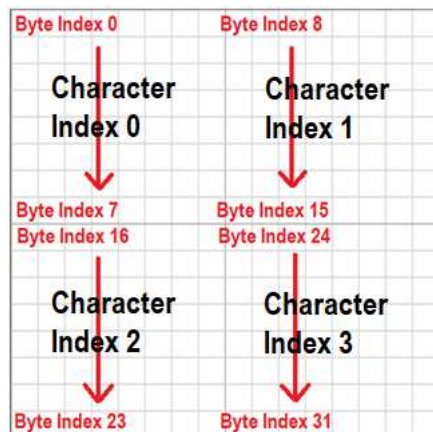 Byte Index 0
Byte Index 8
Character
Index 0
Character
Index 1
Byte Index 7
Byte Index 15
Byte Index 16
Byte Index 24
Character
Index 2
Character
Index 3
Byte Index 23
Byte Index 31